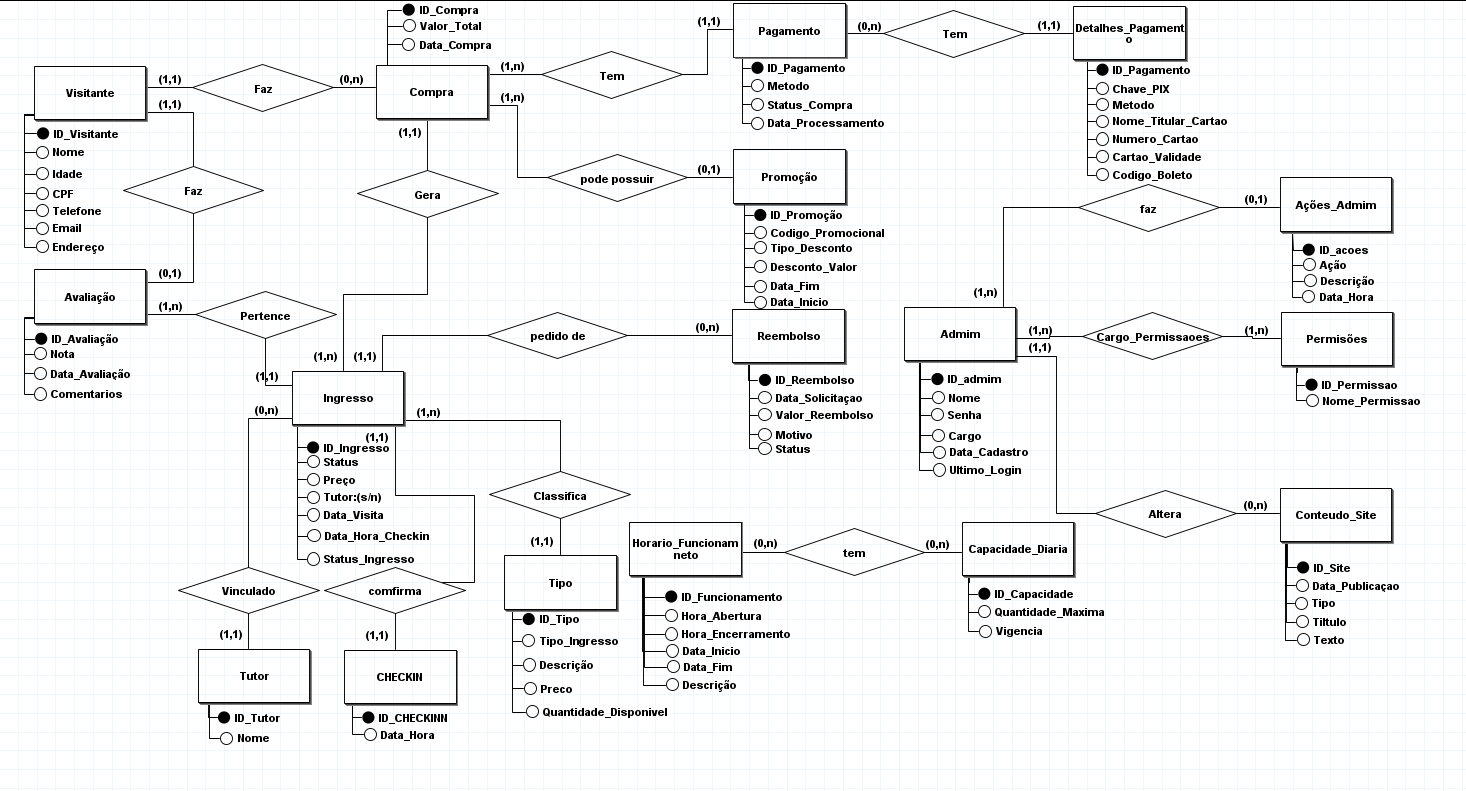 ID_Compra
Valor_Total
Data_Compra
Visitante
(1,1)
Faz
(0,n)
Compra
(1,n)
Tem
(1,1)
Pagamento
(0,n)
Tem
(1,1)
Detalhes_Pagament
o
(1,1)
ID_Visitante
Nome
Idade
CPF
Telefone
Email
Endereço
Faz
(0,1)
Avaliação
(1,n)
Pertence
(1,1)
ID_Avaliação
Nota
Data_Avaliação
Comentarios
(1,1)
Gera
(1,n)
(1,n)
pode possuir
(0,1)
Promoção
ID_Pagamento
Metodo
Status_Compra
Data_Processamento
ID_Pagamento
Chave_PIX
Metodo
Nome_Titular_Cartao
Numero_Cartao
Cartao_Validade
Codigo_Boleto
ID_Promoção
Codigo_Promocional
Tipo_Desconto
Desconto_Valor
Data_Fim
Data_Inicio
(1,1)
pedido de
(0,n)
Reembolso
ID_Reembolso
Data_Solicitaçao
Valor_Reembolso
Motivo
Status
faz
(0,1)
Ações_Admim
ID_acoes
Ação
Descrição
Data_Hora
(1,n)
Admim
(1,n)
Cargo_Permissaoes
(1,n)
Permisões
(1,1)
ID_Permissao
Nome_Permissao
ID_admim
Nome
Senha
Cargo
Data_Cadastro
Ultimo_Login
Altera
(0,n)
Conteudo_Site
ID_Site
Data_Publicaçao
Tipo
Tiltulo
Texto
Ingresso
(0,n)
(1,n)
(1,1)
ID_Ingresso
Status
Preço
Tutor:(s/n)
Data_Visita
Data_Hora_Checkin
Status_Ingresso
Classifica
(1,1)
Tipo
ID_Tipo
Tipo_Ingresso
Descrição
Preco
Quantidade_Disponivel
Vinculado
(1,1)
Tutor
ID_Tutor
Nome
comfirma
(1,1)
CHECKIN
ID_CHECKINN
Data_Hora
Horario_Funcionam
neto
(0,n)
tem
(0,n)
Capacidade_Diaria
ID_Funcionamento
Hora_Abertura
Hora_Encerramento
Data_Inicio
Data_Fim
Descrição
ID_Capacidade
Quantidade_Maxima
Vigencia